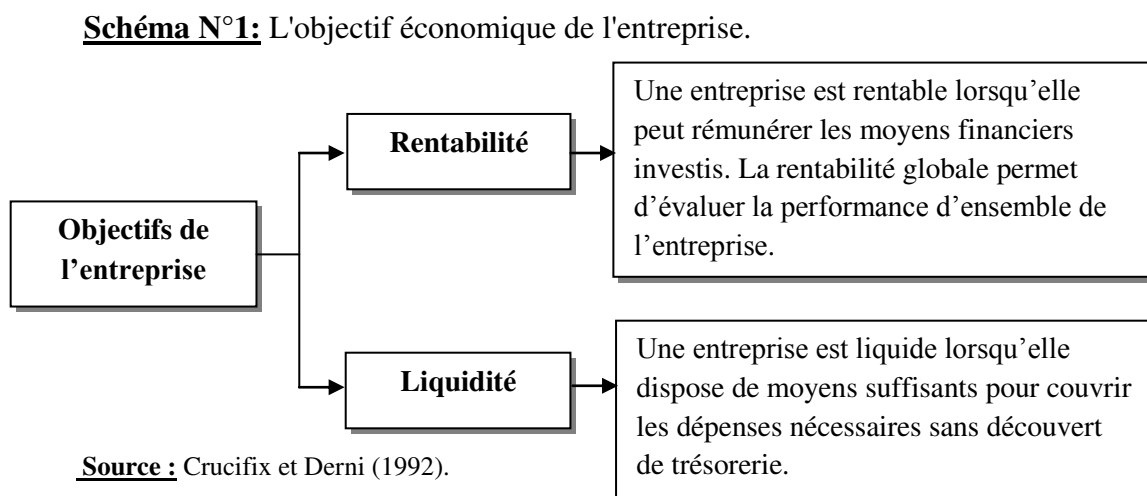 Schéma N°1: L'objectif économique de l'entreprise.
Objectifs de
l’entreprise
Rentabilité
Une entreprise est rentable lorsqu’elle
peut rémunérer les moyens financiers
investis. La rentabilité globale permet
d’évaluer la performance d’ensemble de
l’entreprise.
Liquidité
Une entreprise est liquide lorsqu’elle
dispose de moyens suffisants pour couvrir
les dépenses nécessaires sans découvert
de trésorerie.
Source : Crucifix et Derni (1992).